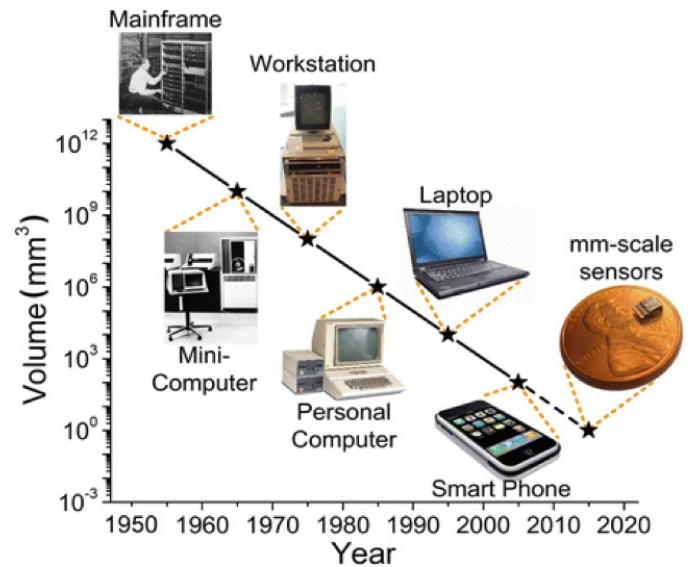 Mainframe
Workstation
Laptop
mm-scale
sensors
Mini-
Computer
Personal
Computer
Smart Phone
Volume (mm³)
10¹²
10⁹
10⁶
10³
10⁰
10⁻³
1950 1960 1970 1980 1990 2000 2010 2020
Year